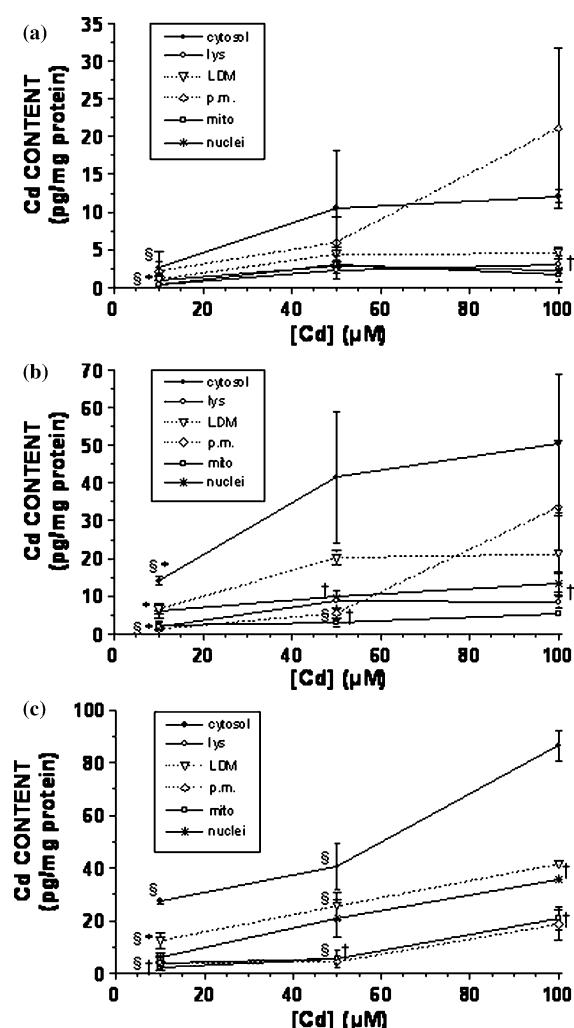 (a)
35
30
25
20
15
10
5
0
Cd CONTENT
(pg/mg protein)
cytosol
lys
LDM
p.m.
mito
nuclei
§
§ *
†
0 20 40 60 80 100
[Cd] (µM)
(b)
70
60
50
40
30
20
10
0
Cd CONTENT
(pg/mg protein)
cytosol
lys
LDM
p.m.
mito
nuclei
§ *
*
§ *
†
§ †
†
0 20 40 60 80 100
[Cd] (µM)
(c)
100
80
60
40
20
0
Cd CONTENT
(pg/mg protein)
cytosol
lys
LDM
p.m.
mito
nuclei
§
§ *
§ †
§
§
§ †
†
†
0 20 40 60 80 100
[Cd] (µM)